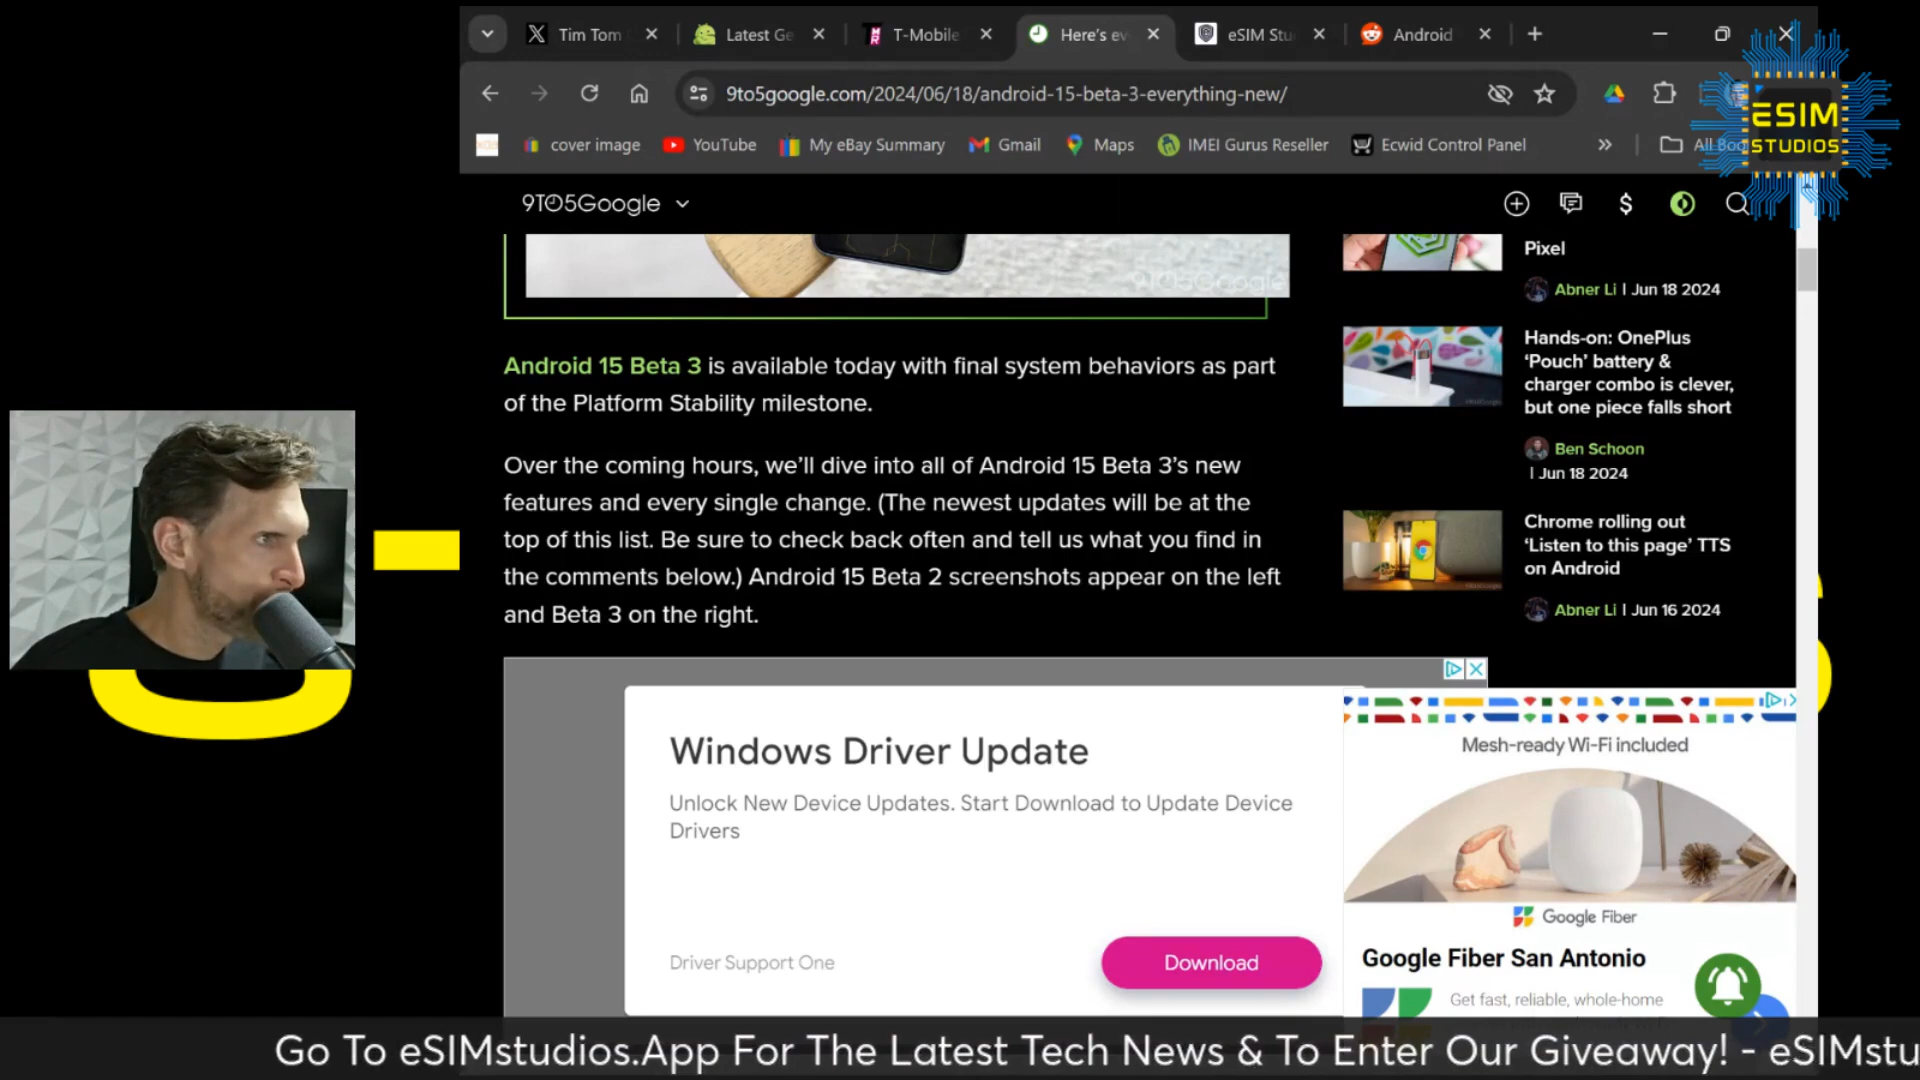 Tim Tom
Latest Ge
T-Mobile
Here's ev
eSIM Stu
Android
9to5google.com/2024/06/18/android-15-beta-3-everything-new/
cover image
YouTube
My eBay Summary
Gmail
Maps
IMEI Gurus Reseller
Ecwid Control Panel
»
All Boo
ESIM
STUDIOS
9TO5Google
9TO5Google
Android 15 Beta 3 is available today with final system behaviors as part
of the Platform Stability milestone.
Over the coming hours, we'll dive into all of Android 15 Beta 3's new
features and every single change. (The newest updates will be at the
top of this list. Be sure to check back often and tell us what you find in
the comments below.) Android 15 Beta 2 screenshots appear on the left
and Beta 3 on the right.
Pixel
Abner Li | Jun 18 2024
Hands-on: OnePlus
‘Pouch’ battery &
charger combo is clever,
but one piece falls short
Ben Schoon
| Jun 18 2024
Chrome rolling out
‘Listen to this page’ TTS
on Android
Abner Li | Jun 16 2024
Windows Driver Update
Unlock New Device Updates. Start Download to Update Device
Drivers
Driver Support One
Download
Mesh-ready Wi-Fi included
Google Fiber
Google Fiber San Antonio
Get fast, reliable, whole-home
Go To eSIMstudios.App For The Latest Tech News & To Enter Our Giveaway! - eSIMstu